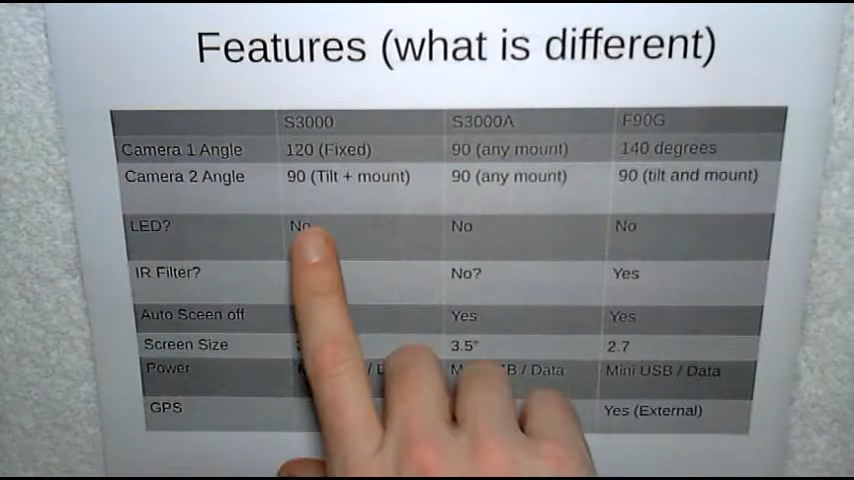 Features (what is different)
S3000 S3000A F90G
Camera 1 Angle 120 (Fixed) 90 (any mount) 140 degrees
Camera 2 Angle 90 (Tilt + mount) 90 (any mount) 90 (tilt and mount)
LED? No No No
IR Filter? No? Yes
Auto Sceen off Yes Yes
Screen Size 3.5" 2.7
Power / Data Mini USB / Data
GPS Yes (External)